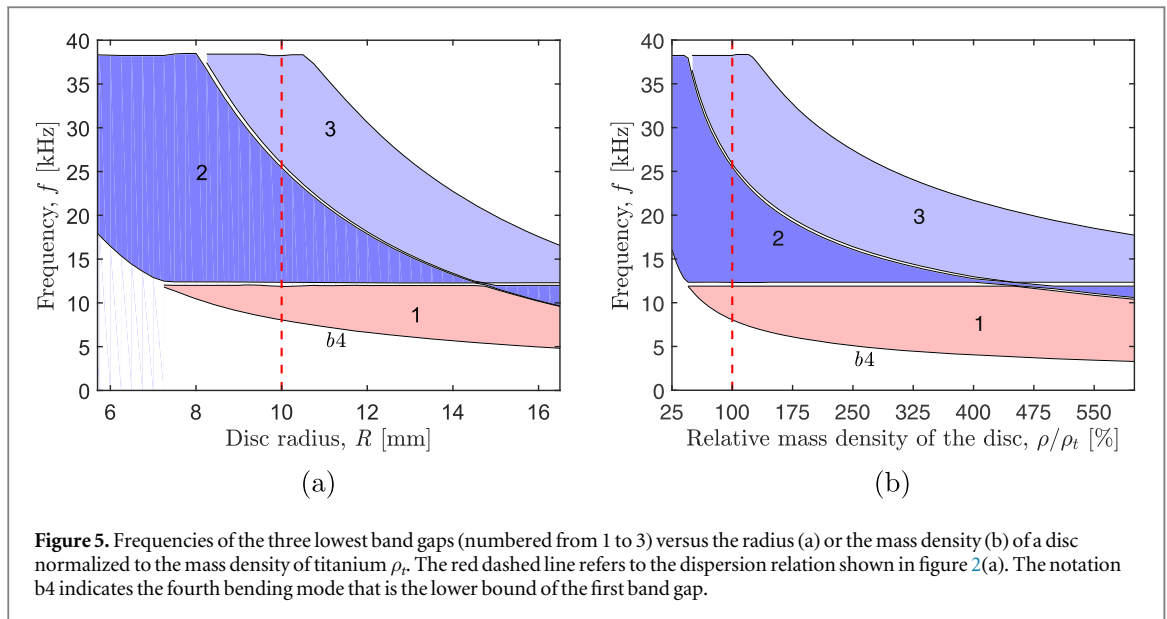 40
35
30
25
20
15
10
5
0
Frequency, f [kHz]
2
3
1
b4
6 8 10 12 14 16
Disc radius, R [mm]
(a)
40
35
30
25
20
15
10
5
0
Frequency, f [kHz]
2
3
1
b4
25 100 175 250 325 400 475 550
Relative mass density of the disc, ρ/ρt [%]
(b)
Figure 5. Frequencies of the three lowest band gaps (numbered from 1 to 3) versus the radius (a) or the mass density (b) of a disc
normalized to the mass density of titanium ρt. The red dashed line refers to the dispersion relation shown in figure 2(a). The notation
b4 indicates the fourth bending mode that is the lower bound of the first band gap.